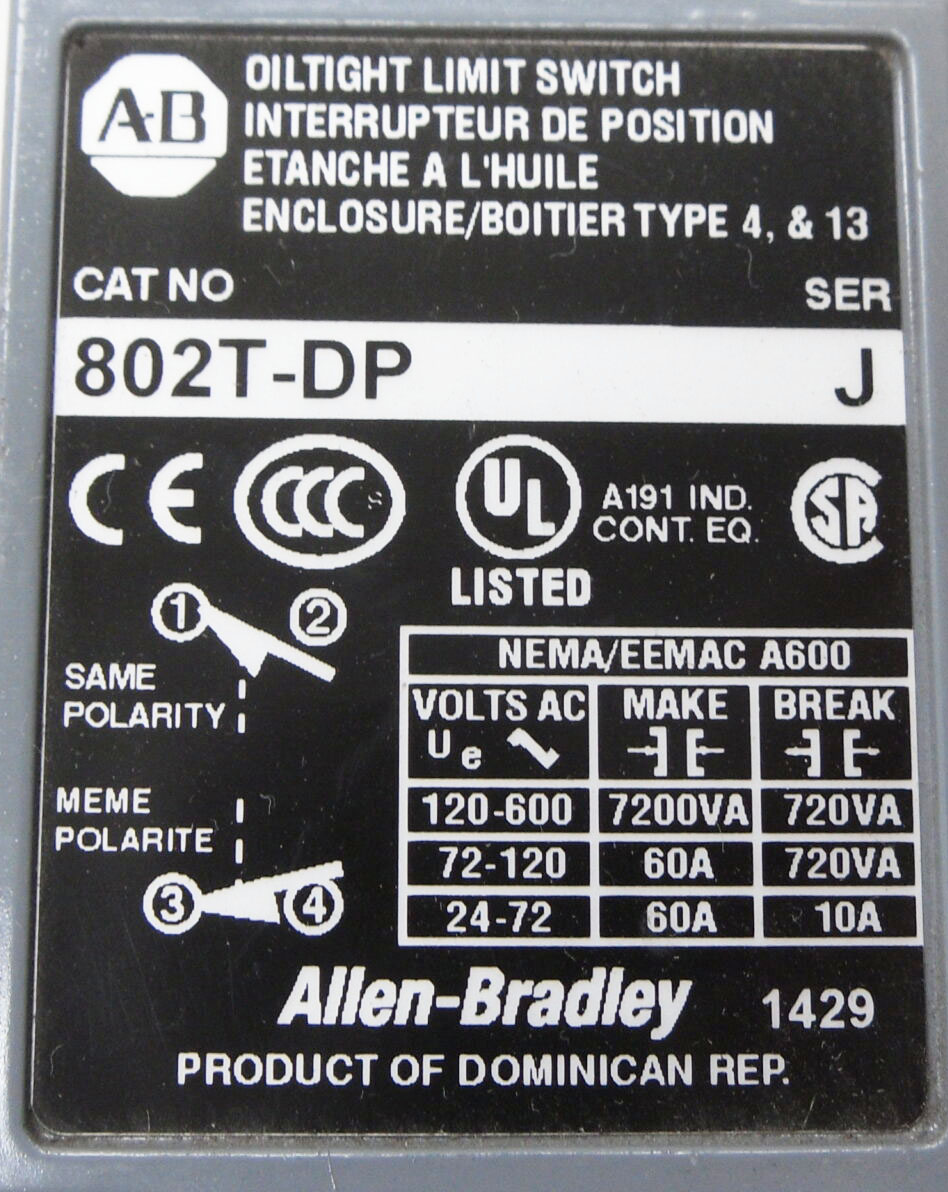 A-B
OILTIGHT LIMIT SWITCH
INTERRUPTEUR DE POSITION
ETANCHE A L'HUILE
ENCLOSURE/BOITIER TYPE 4, & 13
CAT NO SER
802T-DP J
CE CCC S UL A191 IND. SA
CONT. EQ.
LISTED
1 2
SAME
POLARITY
MEME
POLARITE
3 4
NEMA/EEMAC A600
VOLTS AC MAKE BREAK
Ue
120-600 7200VA 720VA
72-120 60A 720VA
24-72 60A 10A
Allen-Bradley 1429
PRODUCT OF DOMINICAN REP.